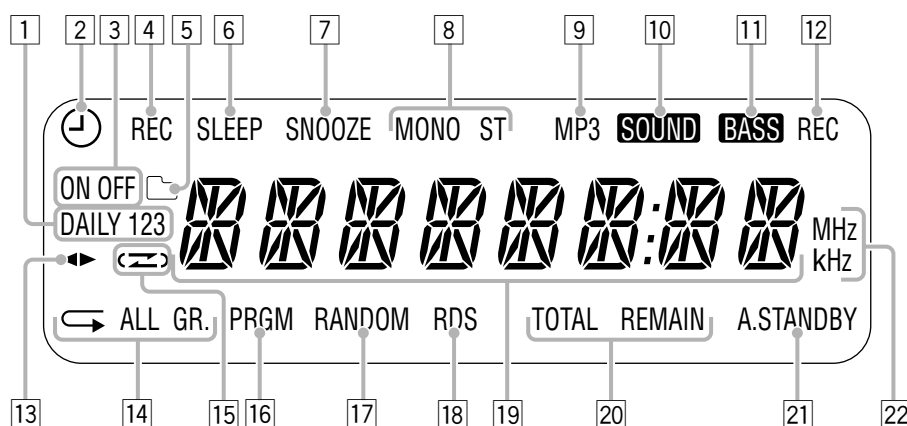 1 2 3 4 5 6 7 8 9 10 11 12
REC SLEEP SNOOZE MONO ST MP3 SOUND BASS REC
ON OFF
DAILY 123
MHz
kHz
ALL GR. PRGM RANDOM RDS TOTAL REMAIN A.STANDBY
13 14 15 16 17 18 19 20 21 22